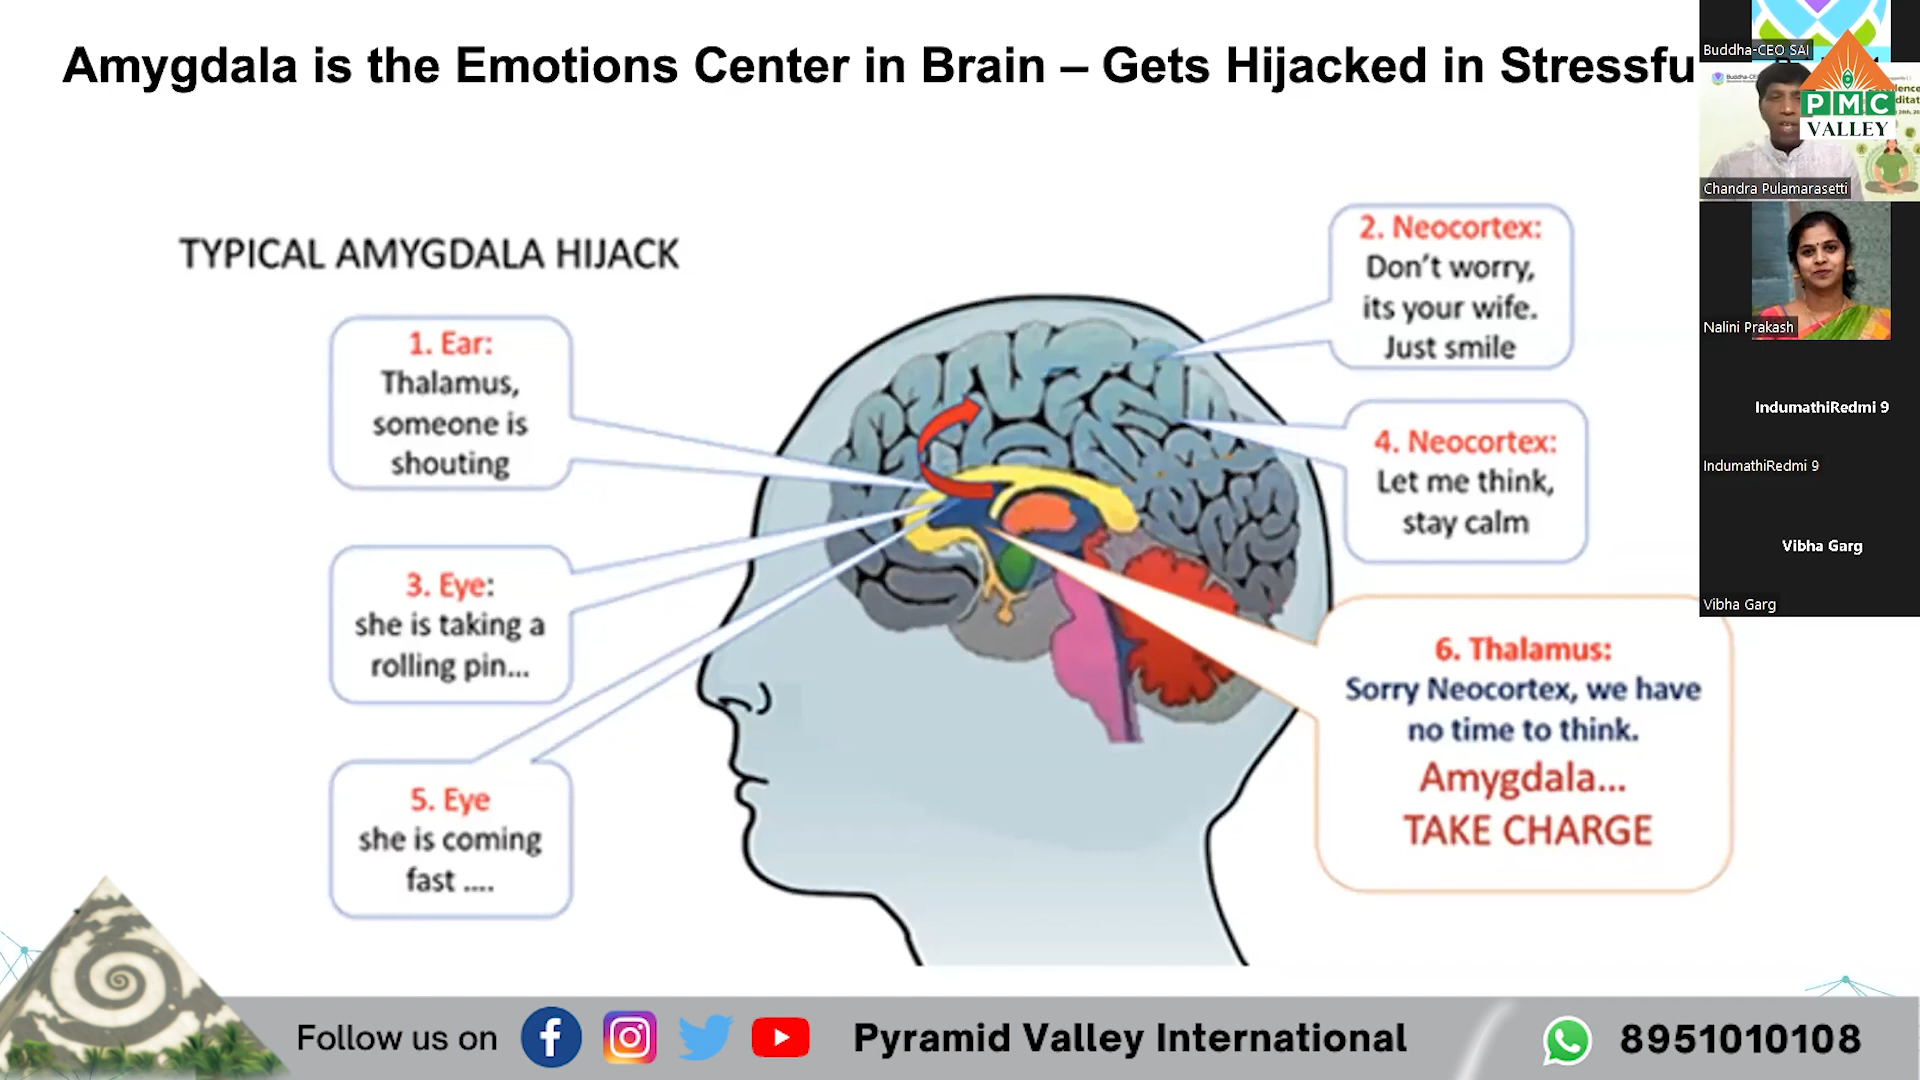 Amygdala is the Emotions Center in Brain – Gets Hijacked in Stressfu
TYPICAL AMYGDALA HIJACK
1. Ear:
Thalamus,
someone is
shouting
2. Neocortex:
Don't worry,
its your wife.
Just smile
3. Eye:
she is taking a
rolling pin...
4. Neocortex:
Let me think,
stay calm
5. Eye
she is coming
fast ....
6. Thalamus:
Sorry Neocortex, we have
no time to think.
Amygdala...
TAKE CHARGE
Buddha-CEO SAI
PMC
VALLEY
Chandra Pulamarasetti
Nalini Prakash
IndumathiRedmi 9
IndumathiRedmi 9
Vibha Garg
Vibha Garg
Follow us on
Pyramid Valley International
8951010108